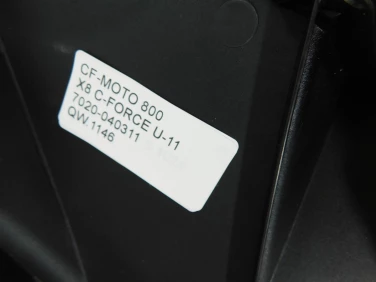 CF-MOTO 800
X8 C-FORCE U-11
7020-040311
QW.1146